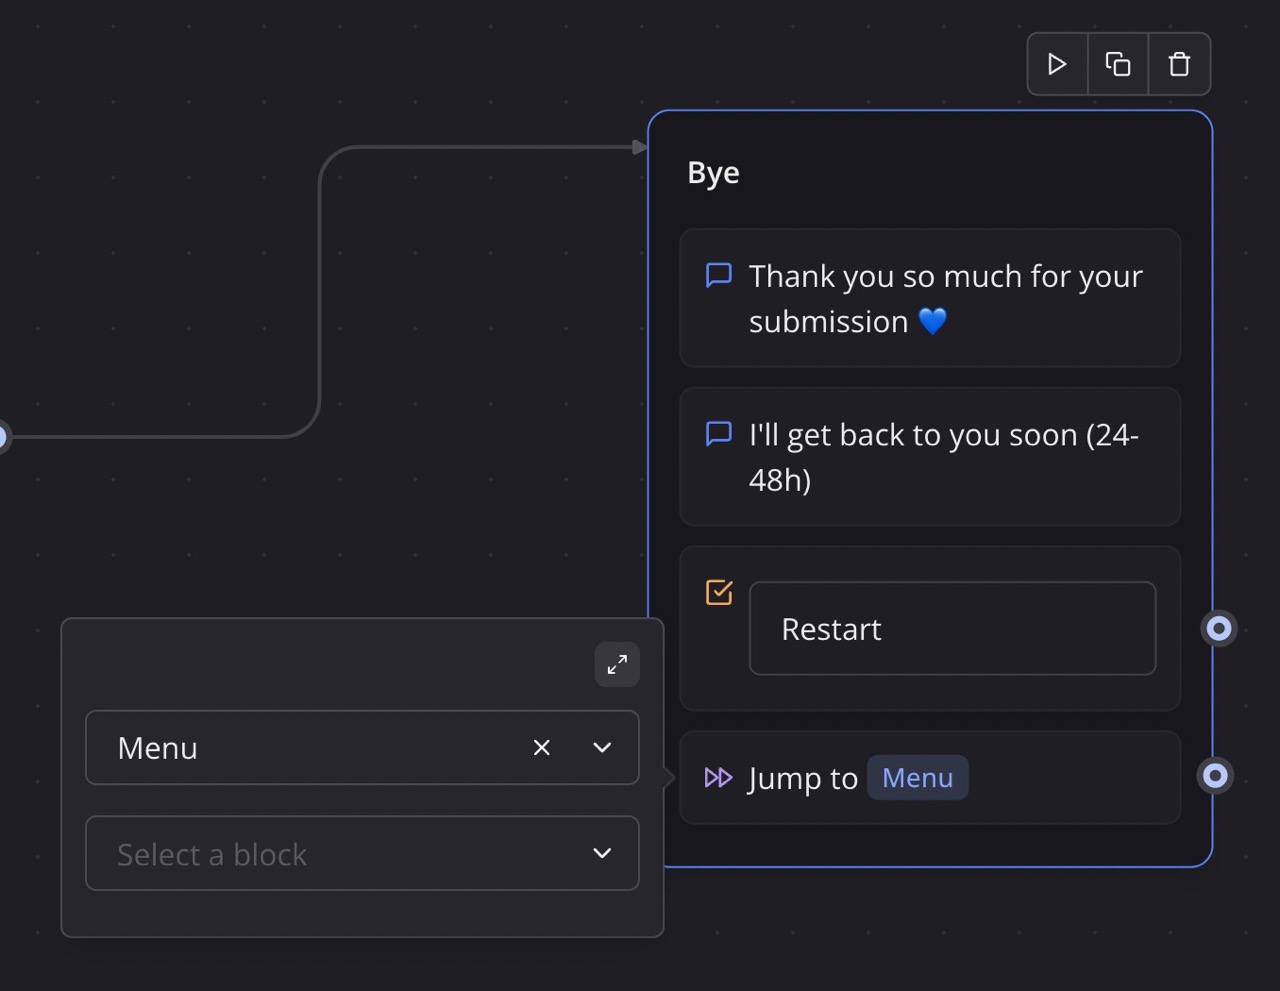 Bye
Thank you so much for your
submission 💙
I'll get back to you soon (24-
48h)
Restart
Jump to Menu
Menu
Select a block